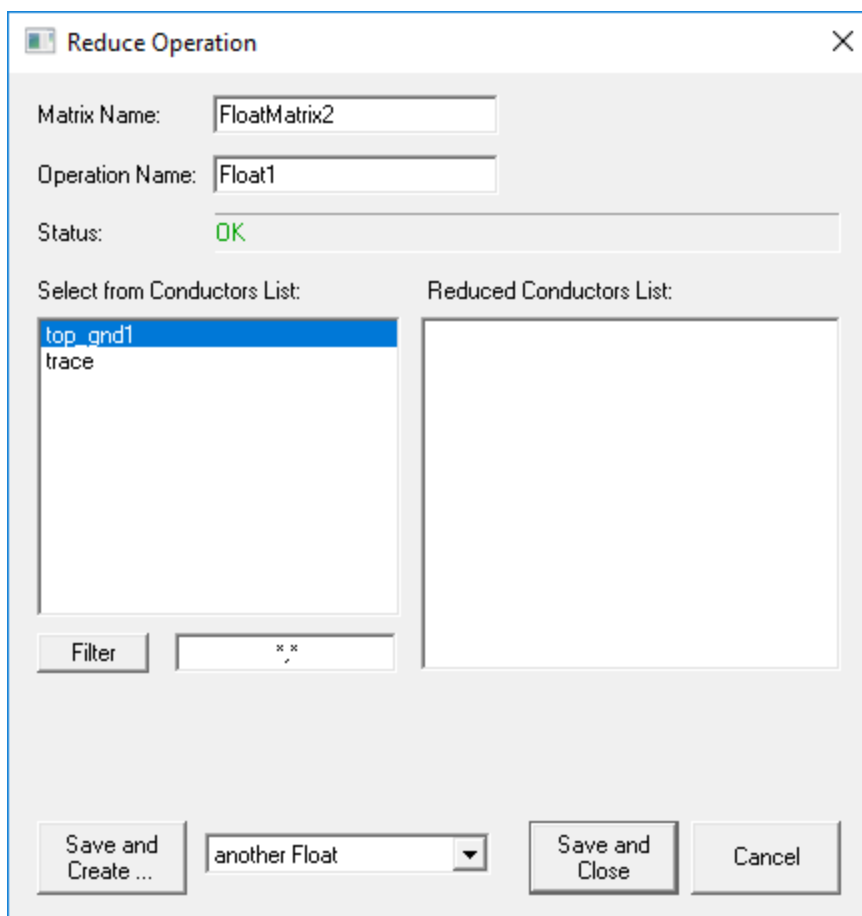 Reduce Operation
Matrix Name: FloatMatrix2
Operation Name: Float1
Status: OK
Select from Conductors List: Reduced Conductors List:
top_gnd1
trace
Filter *,*
Save and Create ... another Float Save and Close Cancel